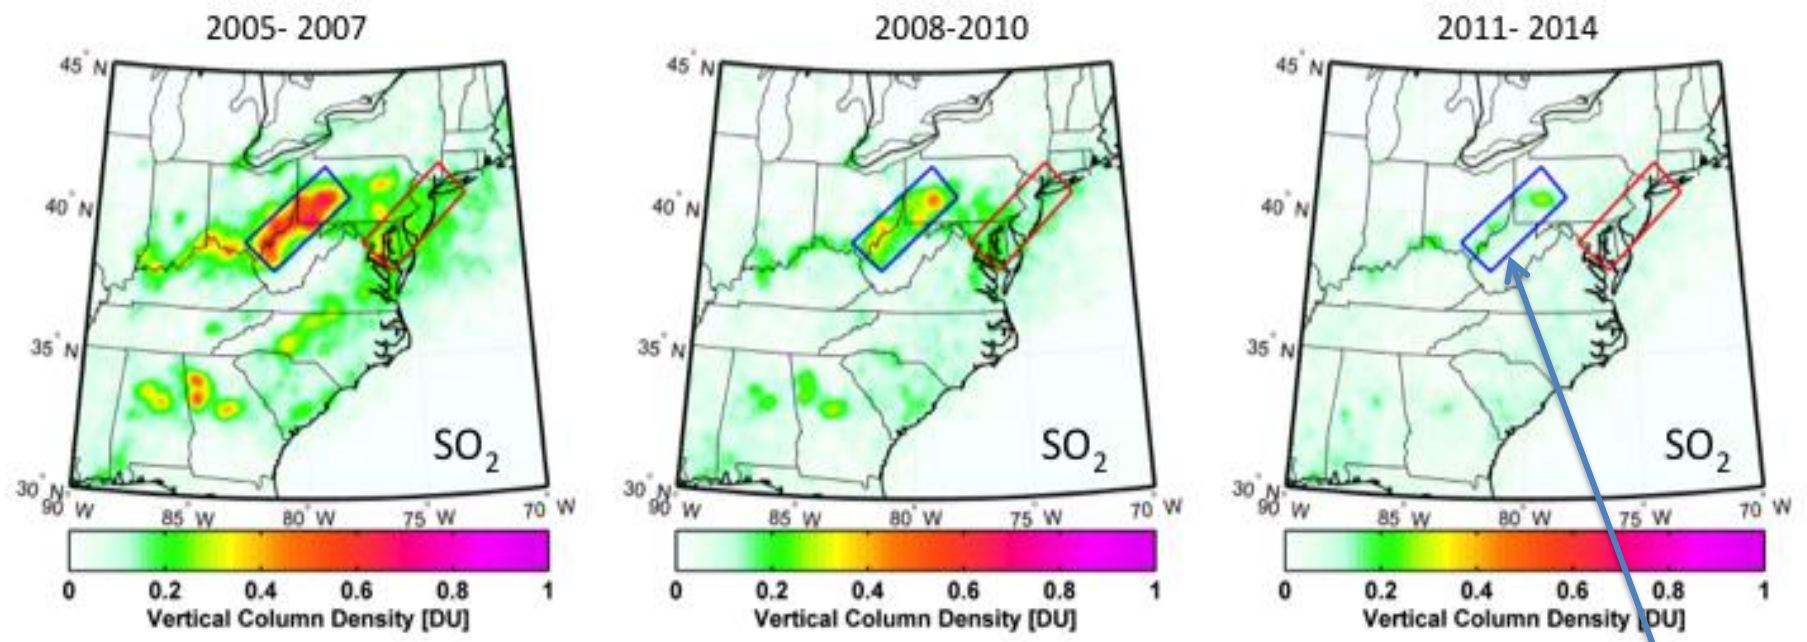 2005- 2007
45° N
40° N
35° N
30° N
90° W
85° W
80° W
75° W
70° W
SO2
0 0.2 0.4 0.6 0.8 1
Vertical Column Density [DU]
2008-2010
45° N
40° N
35° N
30° N
90° W
85° W
80° W
75° W
70° W
SO2
0 0.2 0.4 0.6 0.8 1
Vertical Column Density [DU]
2011- 2014
45° N
40° N
35° N
30° N
90° W
85° W
80° W
75° W
70° W
SO2
0 0.2 0.4 0.6 0.8 1
Vertical Column Density [DU]